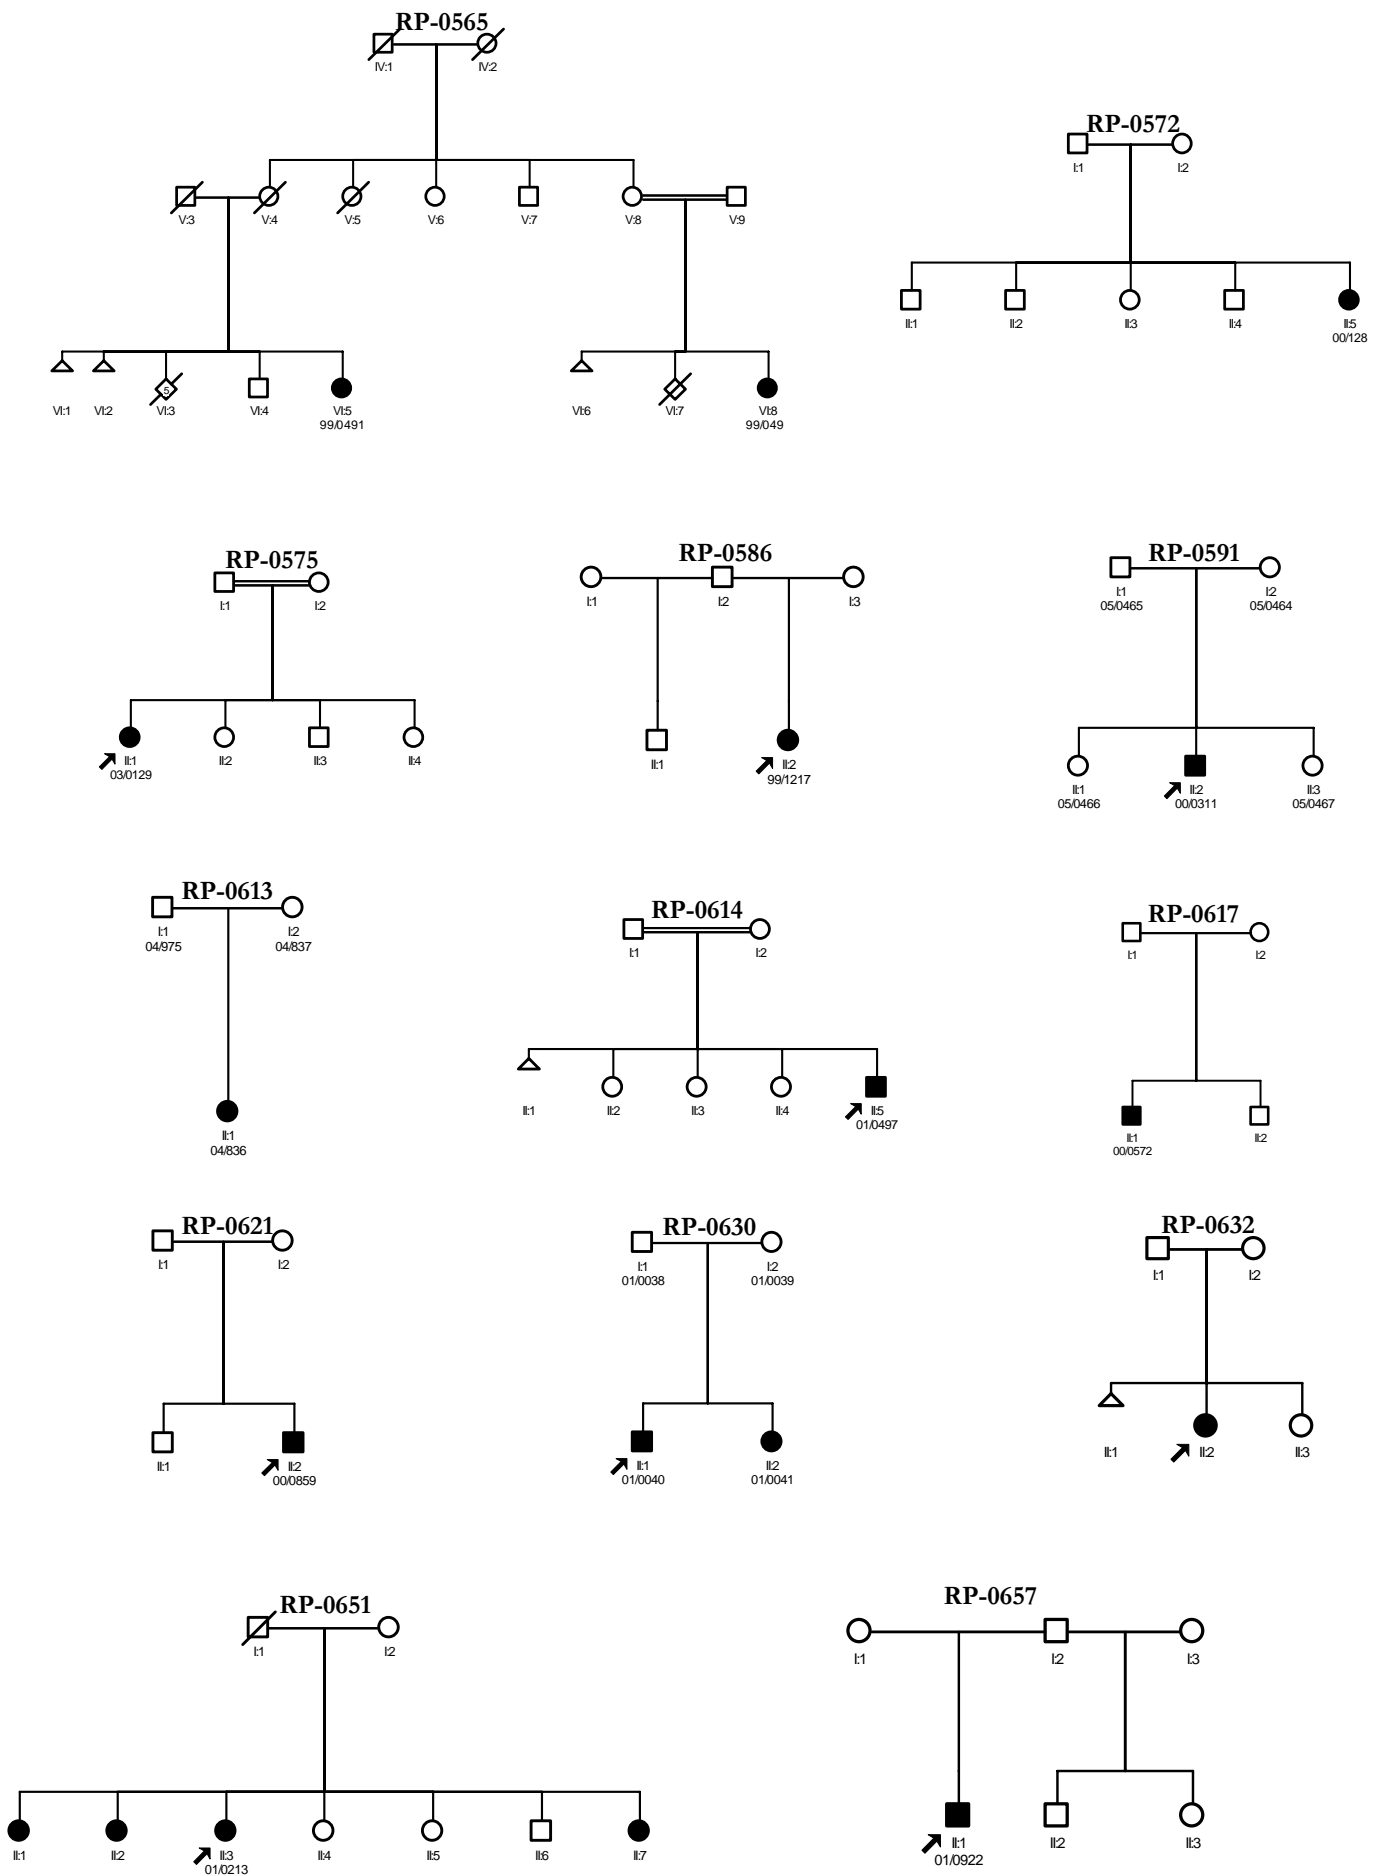 RP-0565
IV:1 IV:2
V:3 V:4 V:5 V:6 V:7 V:8 V:9
5
VI:1 VI:2 VI:3 VI:4 VI:5 VI:6 VI:7 VI:8
99/0491 99/049
RP-0572
I:1 I:2
II:1 II:2 II:3 II:4 II:5
00/128
RP-0575
I:1 I:2
II:1 II:2 II:3 II:4
03/0129
RP-0586
I:1 I:2 I:3
II:1 II:2
99/1217
RP-0591
I:1 I:2
05/0465 05/0464
II:1 II:2 II:3
05/0466 00/0311 05/0467
RP-0613
I:1 I:2
04/975 04/837
II:1
04/836
RP-0614
I:1 I:2
II:1 II:2 II:3 II:4 II:5
01/0497
RP-0617
I:1 I:2
II:1 II:2
00/0572
RP-0621
I:1 I:2
II:1 II:2
00/0859
RP-0630
I:1 I:2
01/0038 01/0039
II:1 II:2
01/0040 01/0041
RP-0632
I:1 I:2
II:1 II:2 II:3
RP-0651
I:1 I:2
II:1 II:2 II:3 II:4 II:5 II:6 II:7
01/0213
RP-0657
I:1 I:2 I:3
II:1 II:2 II:3
01/0922